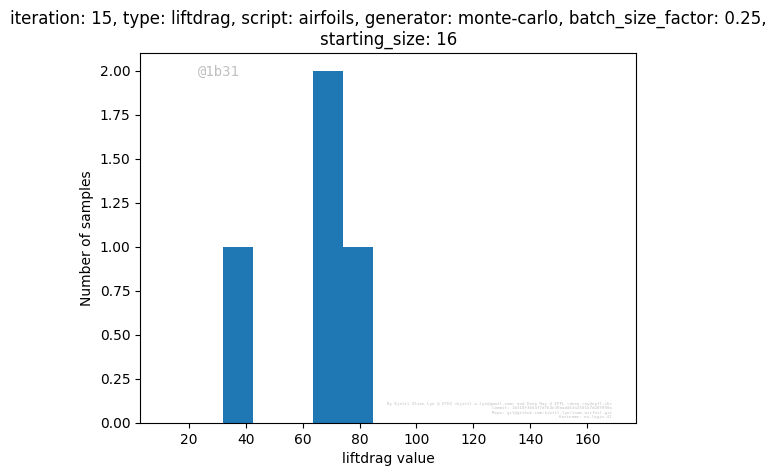 iteration: 15, type: liftdrag, script: airfoils, generator: monte-carlo, batch_size_factor: 0.25,
starting_size: 16
@1b31
2.00
1.75
1.50
1.25
1.00
0.75
0.50
0.25
0.00
Number of samples
20 40 60 80 100 120 140 160
liftdrag value